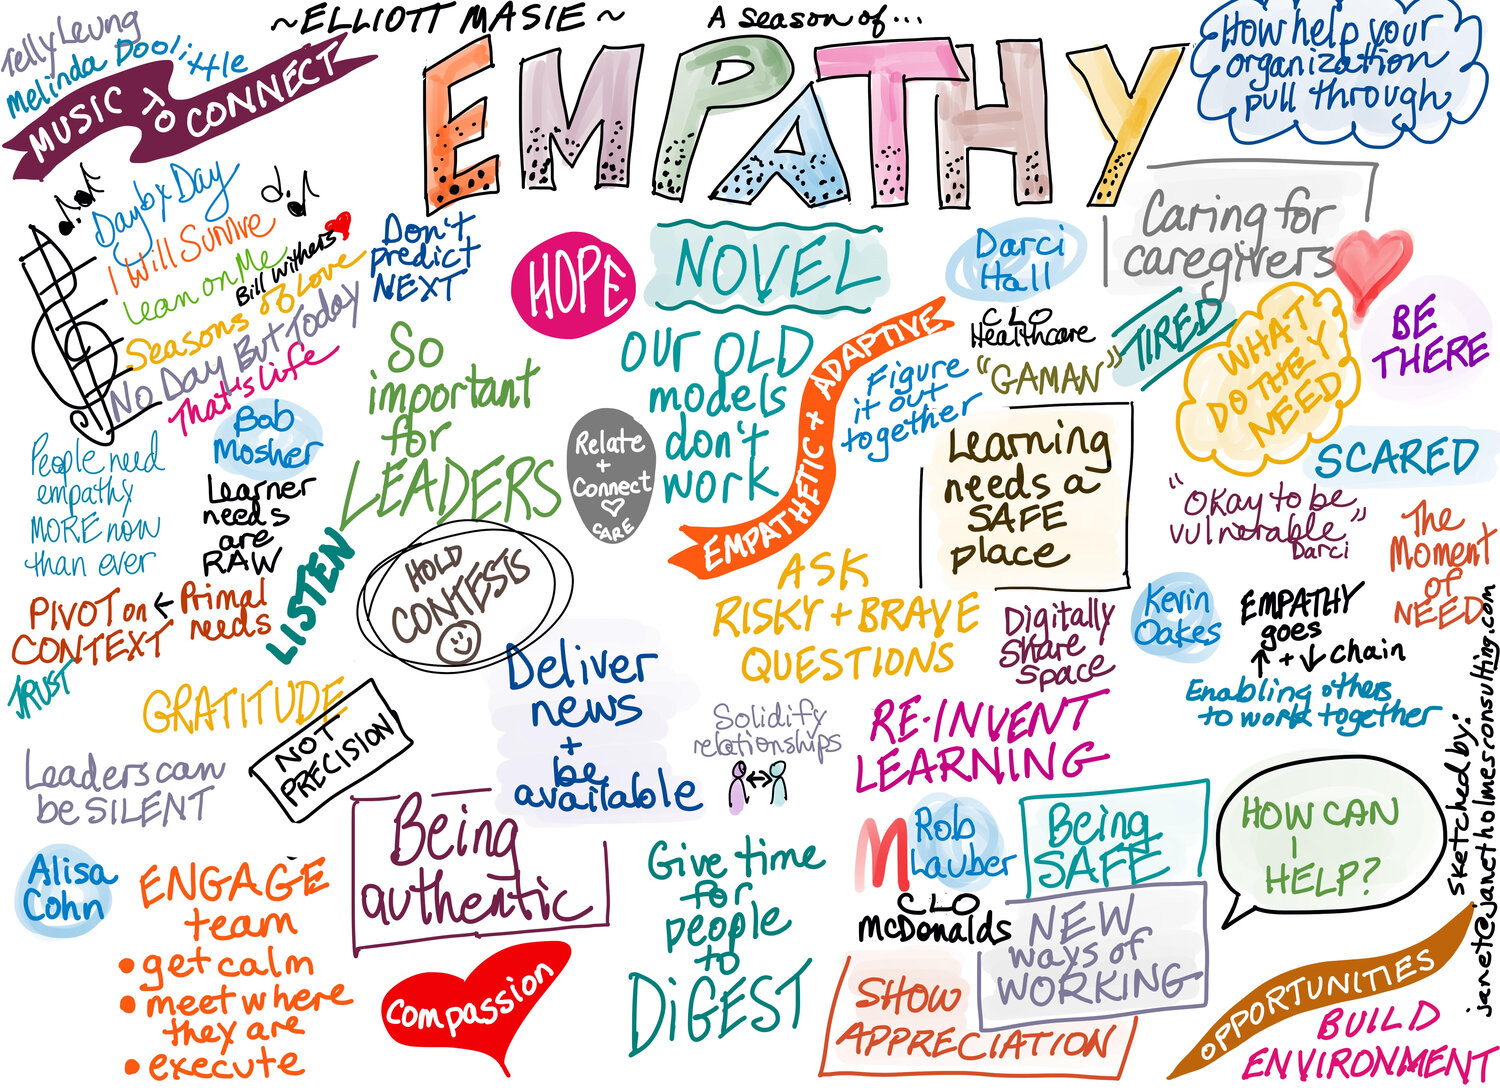 ~ELLIOTT MASIE~
A season of...
EMPATHY
Telly Leung
Melinda Doolittle
MUSIC TO CONNECT
How help your
organization
pull through
Day by Day
I Will Survive
Lean on Me
Bill Withers
Seasons of Love
No Day But Today
That's Life
Don't
predict
NEXT
HOPE
NOVEL
Darci
Hall
CLO
Healthcare
"GAMAN"
Caring for
caregivers
TIRED
WHAT
DO THEY
NEED
BE
THERE
So
important
for
LEADERS
Relate
+
Connect
CARE
OUR OLD
models
don't
work
EMPATHETIC + ADAPTIVE
Figure
it out
together
Learning
needs a
SAFE
place
SCARED
"Okay to be
vulnerable"
Darci
The
Moment
of
NEED
People need
empathy
MORE now
than ever
Bob
Mosher
Learner
needs
are
RAW
LISTEN
PIVOT on
CONTEXT
Primal
needs
TRUST
HOLD
CONTESTS
ASK
RISKY + BRAVE
QUESTIONS
Digitally
share
space
Kevin
Oakes
EMPATHY
goes
↑ + ↓ chain
Enabling others
to work together
GRATITUDE
NOT
PRECISION
Leaders can
be SILENT
Deliver
news
+
be
available
Solidify
relationships
RE-INVENT
LEARNING
Alisa
Cohn
ENGAGE
team
• get calm
• meet where
they are
• execute
Being
authentic
Compassion
Give time
for
people
to
DiGEST
M
Rob
Lauber
CLO
McDonalds
Being
SAFE
NEW
ways of
WORKING
SHOW
APPRECIATION
HOW CAN
I
HELP?
OPPORTUNITIES
BUILD
ENVIRONMENT
sketched by:
janet@janetholmesconsulting.com